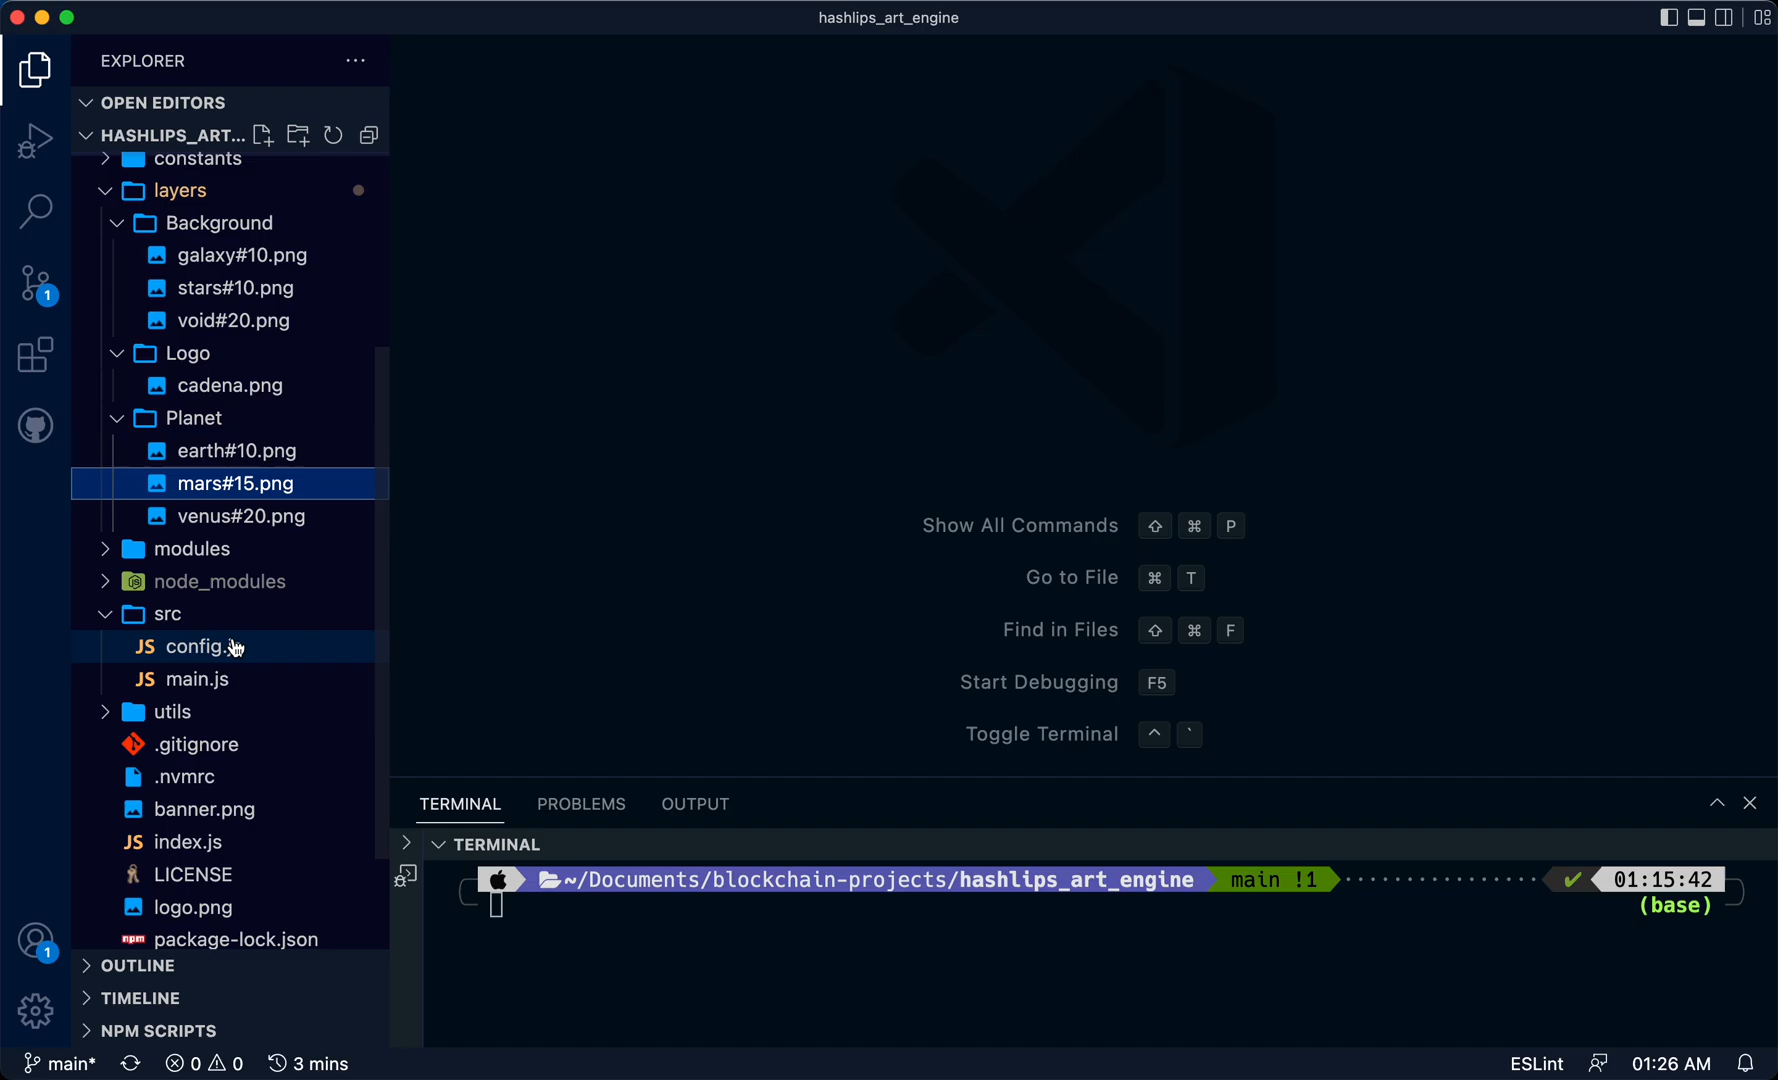 hashlips_art_engine
EXPLORER
OPEN EDITORS
HASHLIPS_ART...
constants
layers
Background
galaxy#10.png
stars#10.png
void#20.png
Logo
cadena.png
Planet
earth#10.png
mars#15.png
venus#20.png
modules
node_modules
src
JS config.
JS main.js
utils
.gitignore
.nvmrc
banner.png
JS index.js
LICENSE
logo.png
npm package-lock.json
OUTLINE
TIMELINE
NPM SCRIPTS
1
1
Show All Commands ⇧ ⌘ P
Go to File ⌘ T
Find in Files ⇧ ⌘ F
Start Debugging F5
Toggle Terminal ^ `
TERMINAL PROBLEMS OUTPUT
TERMINAL
~/Documents/blockchain-projects/hashlips_art_engine main !1 ✔ 01:15:42
(base)
main* 0 0 3 mins ESLint 01:26 AM